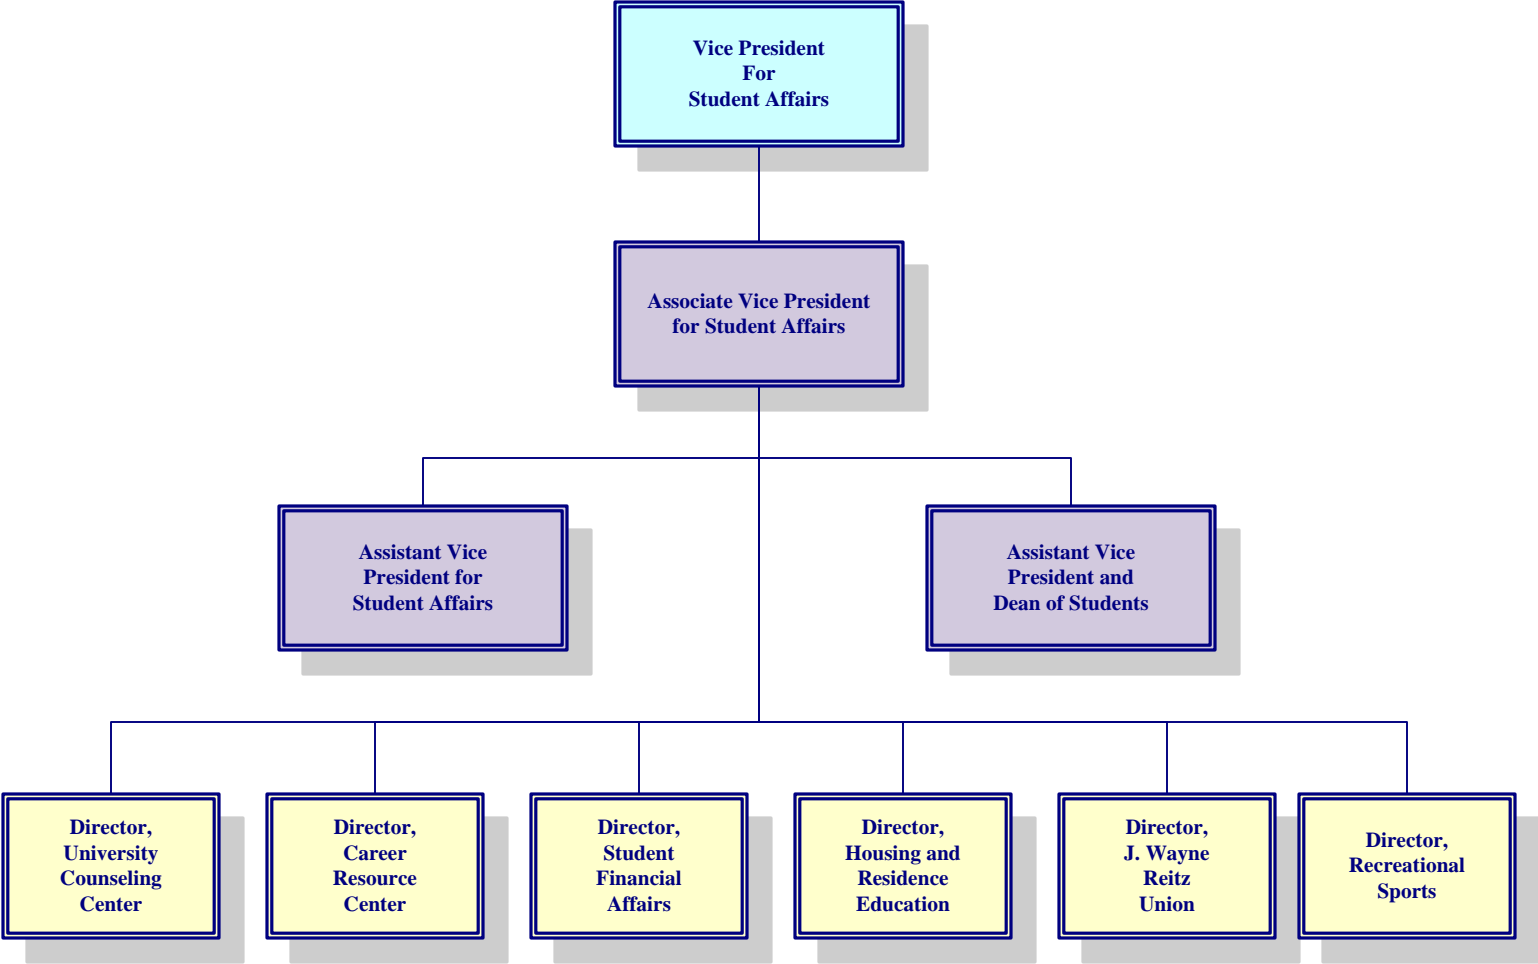 Vice President
For
Student Affairs
Associate Vice President
for Student Affairs
Assistant Vice
President for
Student Affairs
Assistant Vice
President and
Dean of Students
Director,
University
Counseling
Center
Director,
Career
Resource
Center
Director,
Student
Financial
Affairs
Director,
Housing and
Residence
Education
Director,
J. Wayne
Reitz
Union
Director,
Recreational
Sports